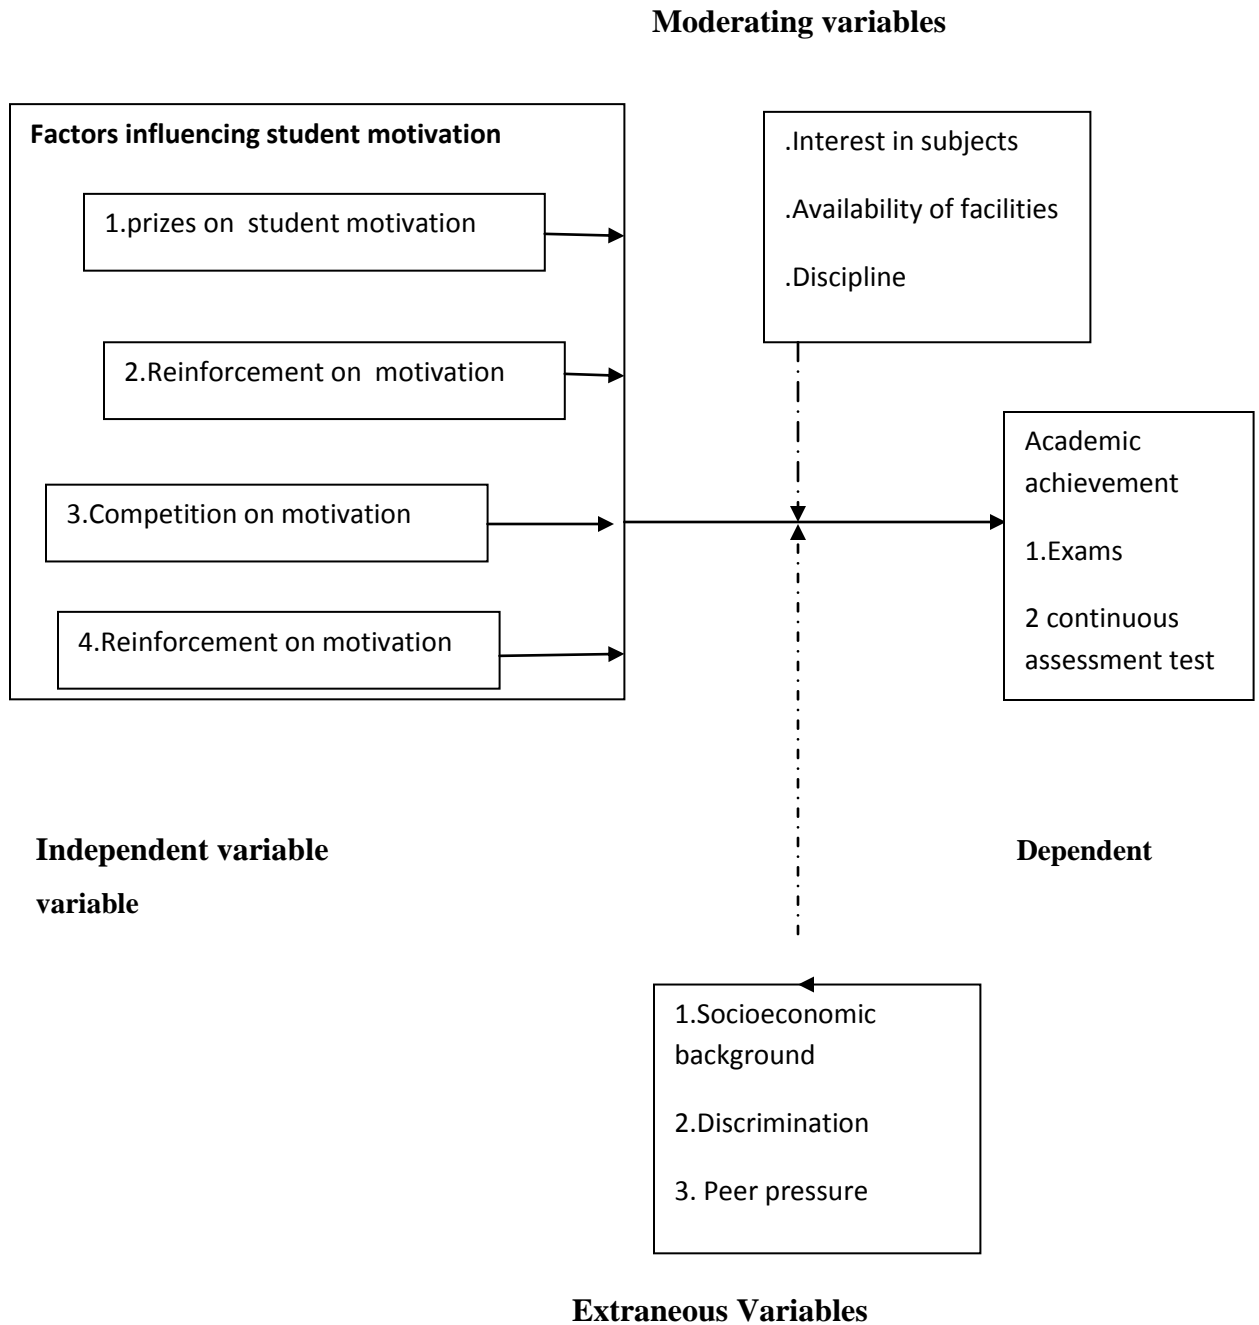 Moderating variables
Factors influencing student motivation
1.prizes on  student motivation
2.Reinforcement on  motivation
3.Competition on motivation
4.Reinforcement on motivation
.Interest in subjects
.Availability of facilities
.Discipline
Academic
achievement
1.Exams
2 continuous
assessment test
Independent variable
Dependent
variable
1.Socioeconomic
background
2.Discrimination
3. Peer pressure
Extraneous Variables